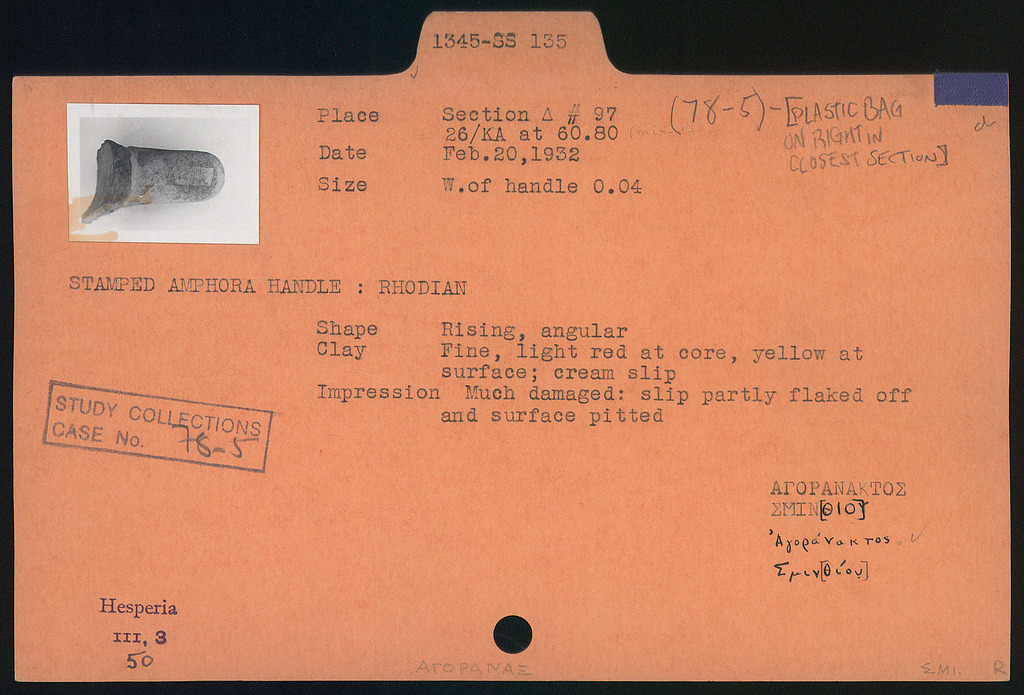 1345-SS 135
Place Section Δ # 97
26/KA at 60.80
Date Feb.20,1932
Size W.of handle 0.04
(78-5)-[PLASTIC BAG
ON RIGHT IN
CLOSEST SECTION]
STAMPED AMPHORA HANDLE : RHODIAN
Shape Rising, angular
Clay Fine, light red at core, yellow at
surface; cream slip
Impression Much damaged: slip partly flaked off
and surface pitted
STUDY COLLECTIONS
CASE No. 78-5
ΑΓΟΡΑΝΑΚΤΟΣ
ΣΜΙΝ[ΘΙΟΥ]
Ἀγοράνακτος
Σμιν[θίου]
Hesperia
III, 3
50
ΑΓΟΡΑΝΑΞ
ΣΜΙ. R